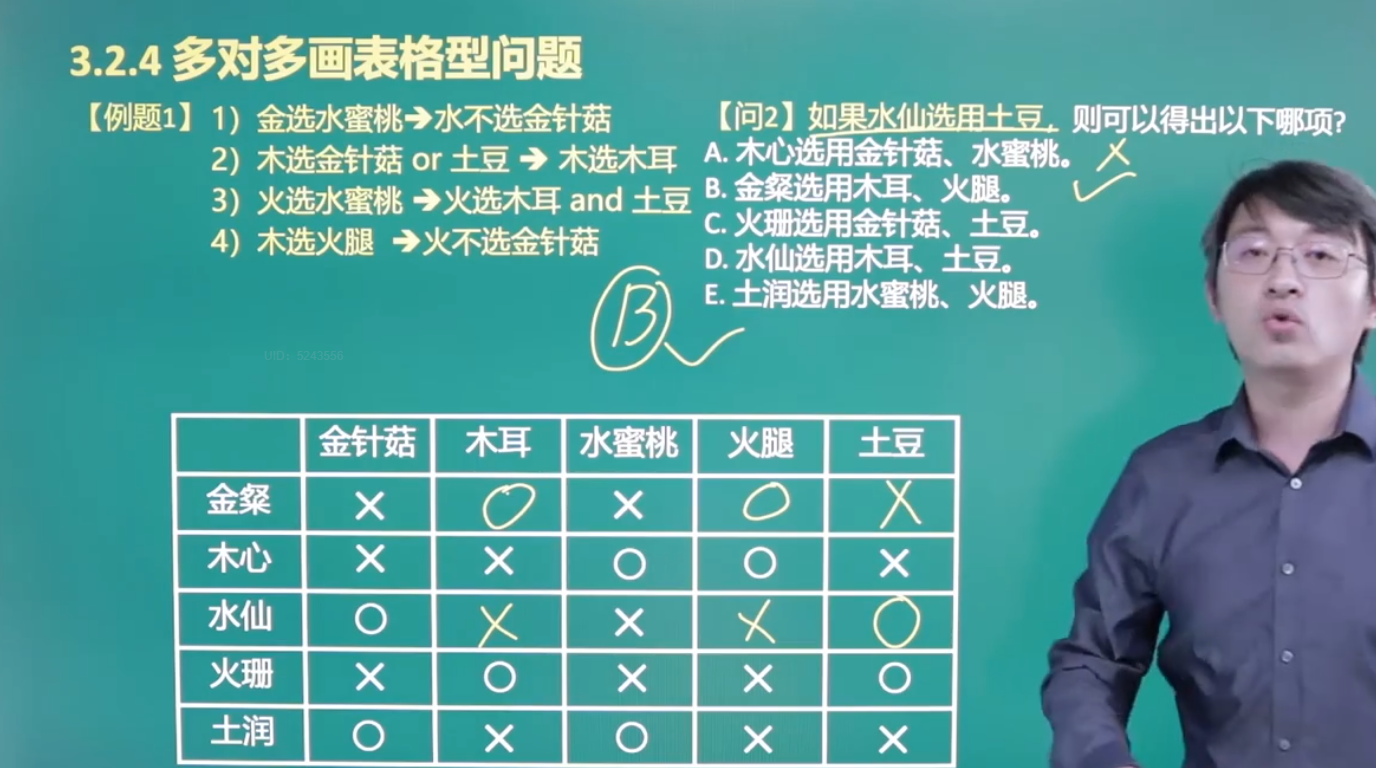 3.2.4 多对多画表格型问题
【例题1】1）金选水蜜桃➔水不选金针菇
2）木选金针菇 or 土豆 ➔ 木选木耳
3）火选水蜜桃 ➔火选木耳 and 土豆
4）木选火腿 ➔火不选金针菇
【问2】如果水仙选用土豆，则可以得出以下哪项?
A. 木心选用金针菇、水蜜桃。 ×
B. 金粲选用木耳、火腿。 ✓
C. 火珊选用金针菇、土豆。
D. 水仙选用木耳、土豆。
E. 土润选用水蜜桃、火腿。
B ✓
UID：5243556
金针菇 木耳 水蜜桃 火腿 土豆
金粲 × ○ × ○ ×
木心 × × ○ ○ ×
水仙 ○ × × × ○
火珊 × ○ × × ○
土润 ○ × ○ × ×